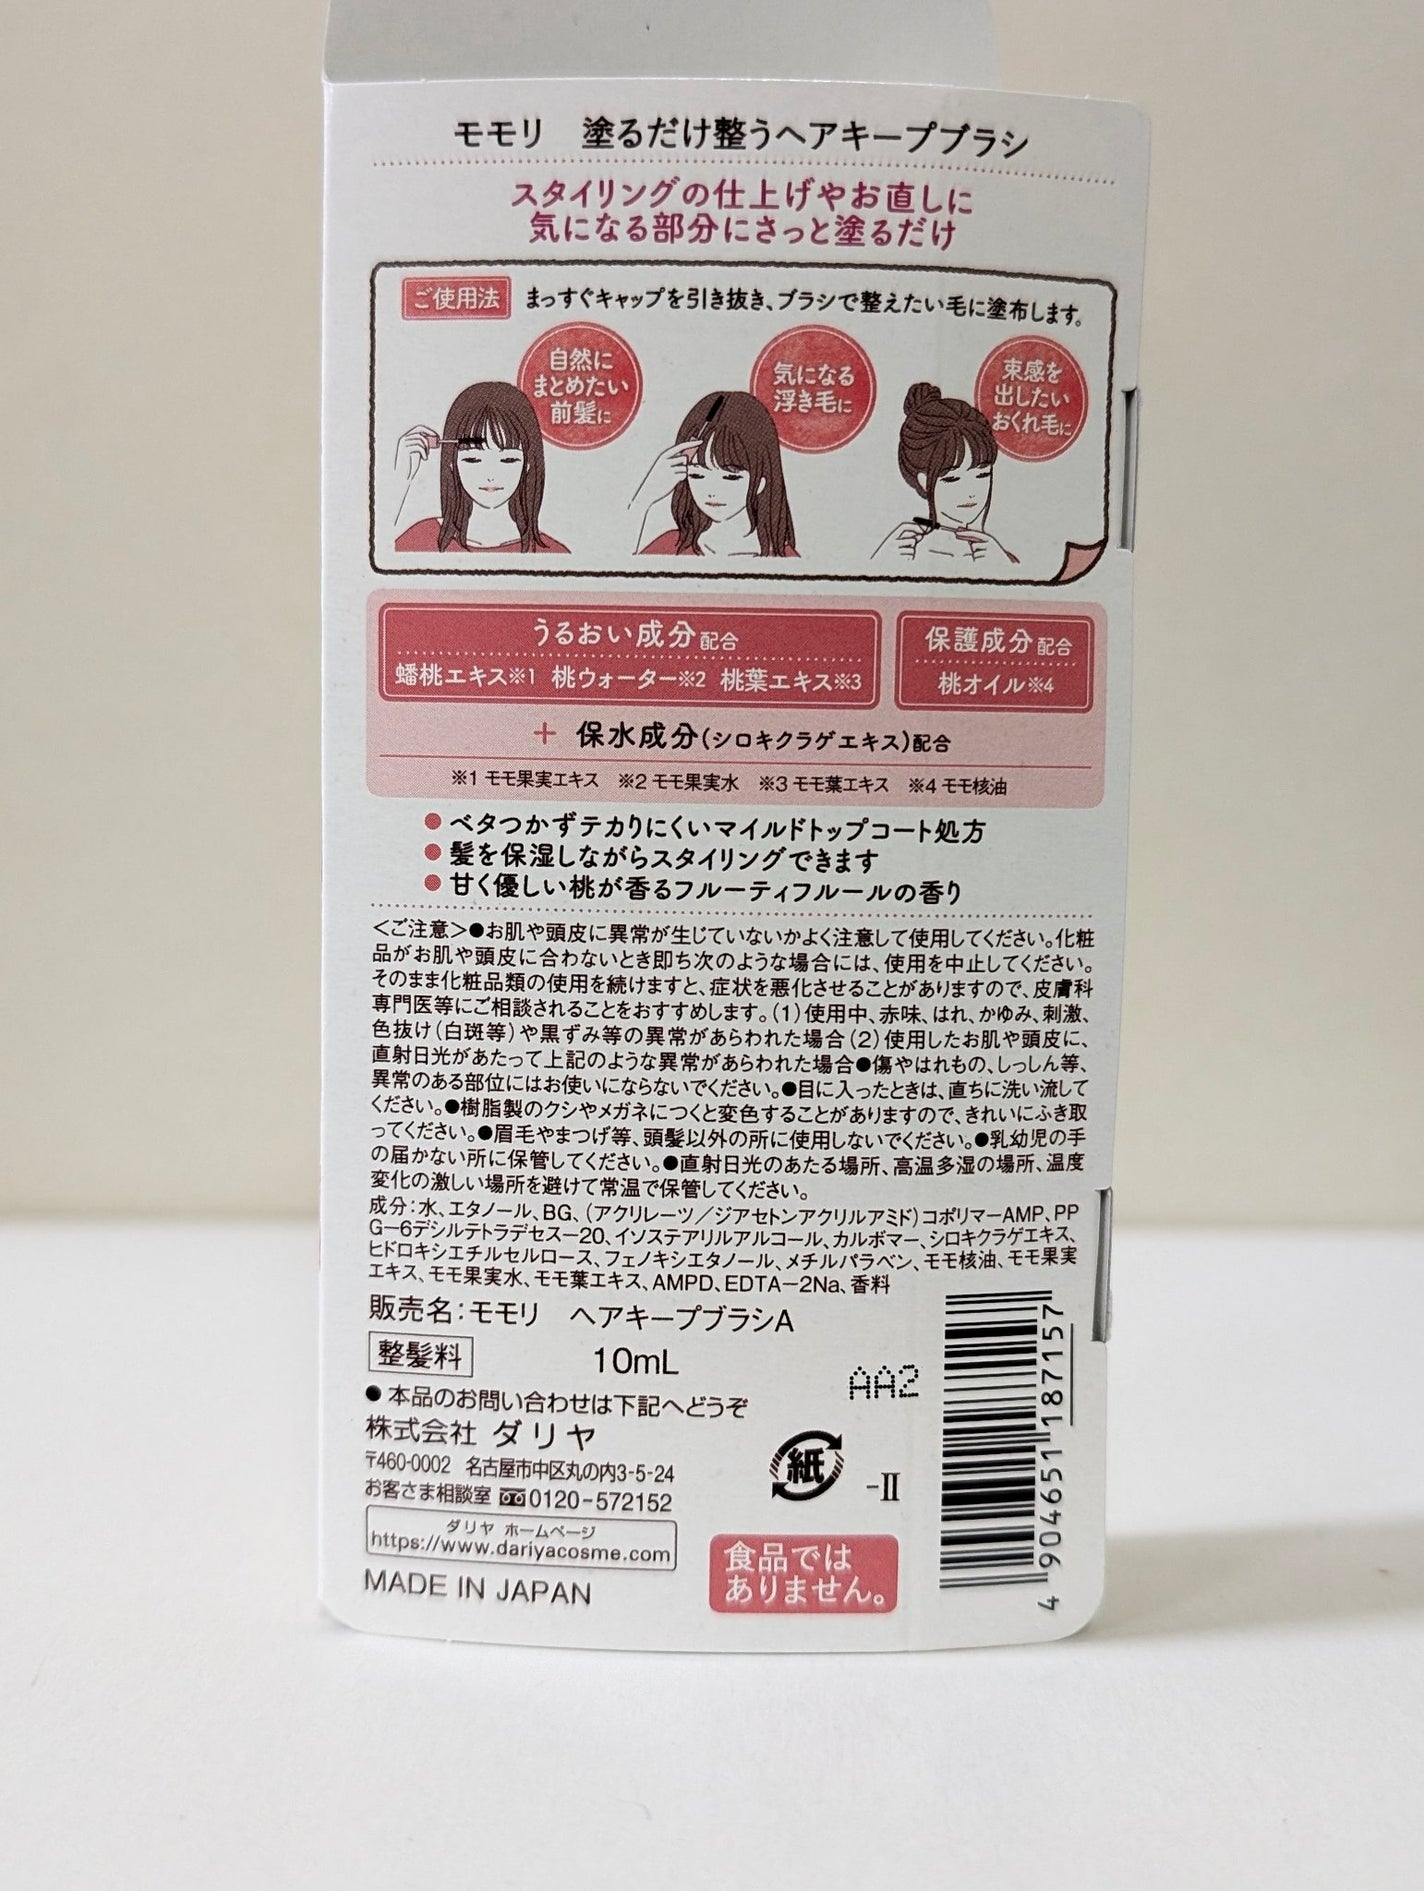 モモリ　塗るだけ整うヘアキープブラシ
スタイリングの仕上げやお直しに
気になる部分にさっと塗るだけ
ご使用法 まっすぐキャップを引き抜き、ブラシで整えたい毛に塗布します。
自然に
まとめたい
前髪に
気になる
浮き毛に
束感を
出したい
おくれ毛に
うるおい成分配合
蟠桃エキス※1 桃ウォーター※2 桃葉エキス※3
保護成分配合
桃オイル※4
＋ 保水成分(シロキクラゲエキス)配合
※1 モモ果実エキス ※2 モモ果実水 ※3 モモ葉エキス ※4 モモ核油
●ベタつかずテカりにくいマイルドトップコート処方
●髪を保湿しながらスタイリングできます
●甘く優しい桃が香るフルーティフルールの香り
＜ご注意＞●お肌や頭皮に異常が生じていないかよく注意して使用してください。化粧
品がお肌や頭皮に合わないとき即ち次のような場合には、使用を中止してください。
そのまま化粧品類の使用を続けますと、症状を悪化させることがありますので、皮膚科
専門医等にご相談されることをおすすめします。(1)使用中、赤味、はれ、かゆみ、刺激、
色抜け(白斑等)や黒ずみ等の異常があらわれた場合(2)使用したお肌や頭皮に、
直射日光があたって上記のような異常があらわれた場合●傷やはれもの、しっしん等、
異常のある部位にはお使いにならないでください。●目に入ったときは、直ちに洗い流して
ください。●樹脂製のクシやメガネにつくと変色することがありますので、きれいにふき取
ってください。●眉毛やまつげ等、頭髪以外の所に使用しないでください。●乳幼児の手
の届かない所に保管してください。●直射日光のあたる場所、高温多湿の場所、温度
変化の激しい場所を避けて常温で保管してください。
成分：水、エタノール、BG、(アクリレーツ／ジアセトンアクリルアミド)コポリマーAMP、PP
G－6デシルテトラデセス－20、イソステアリルアルコール、カルボマー、シロキクラゲエキス、
ヒドロキシエチルセルロース、フェノキシエタノール、メチルパラベン、モモ核油、モモ果実
エキス、モモ果実水、モモ葉エキス、AMPD、EDTA－2Na、香料
販売名：モモリ　ヘアキープブラシA
整髪料 10mL
AA2
●本品のお問い合わせは下記へどうぞ
株式会社 ダリヤ
〒460-0002 名古屋市中区丸の内3-5-24
お客さま相談室 0120-572152
ダリヤ ホームページ
https://www.dariyacosme.com
MADE IN JAPAN
紙 -Ⅱ
食品では
ありません。
4 904651 187157